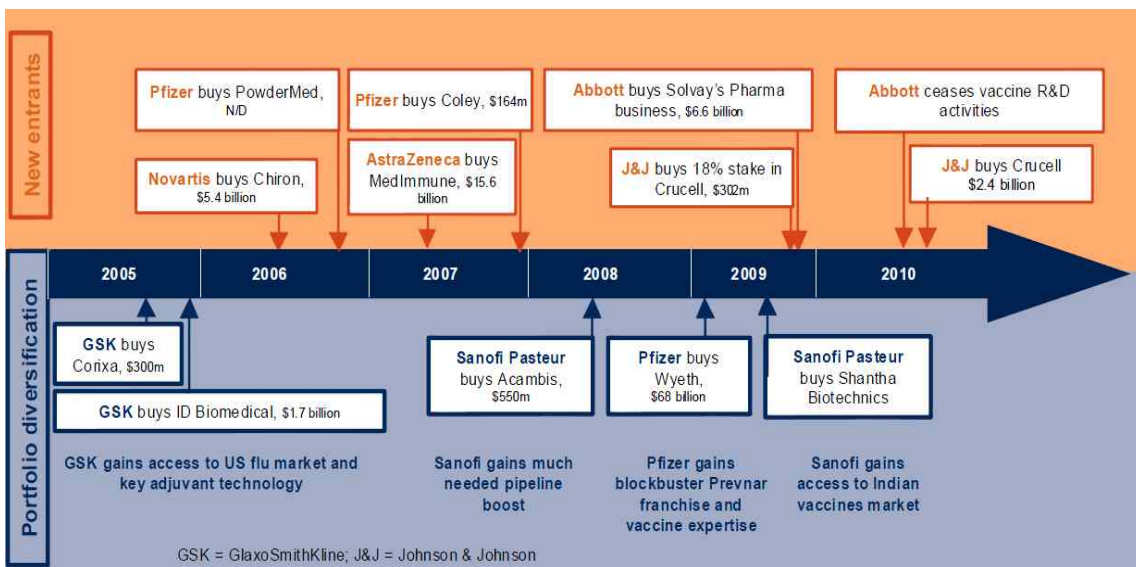 New entrants
Pfizer buys PowderMed,
N/D
Pfizer buys Coley, $164m
Abbott buys Solvay's Pharma
business, $6.6 billion
Abbott ceases vaccine R&D
activities
Novartis buys Chiron,
$5.4 billion
AstraZeneca buys
MedImmune, $15.6
billion
J&J buys 18% stake in
Crucell, $302m
J&J buys Crucell
$2.4 billion
2005
2006
2007
2008
2009
2010
Portfolio diversification
GSK buys
Corixa, $300m
GSK buys ID Biomedical, $1.7 billion
Sanofi Pasteur
buys Acambis,
$550m
Pfizer buys
Wyeth,
$68 billion
Sanofi Pasteur
buys Shantha
Biotechnics
GSK gains access to US flu market and
key adjuvant technology
Sanofi gains much
needed pipeline
boost
Pfizer gains
blockbuster Prevnar
franchise and
vaccine expertise
Sanofi gains
access to Indian
vaccines market
GSK = GlaxoSmithKline; J&J = Johnson & Johnson